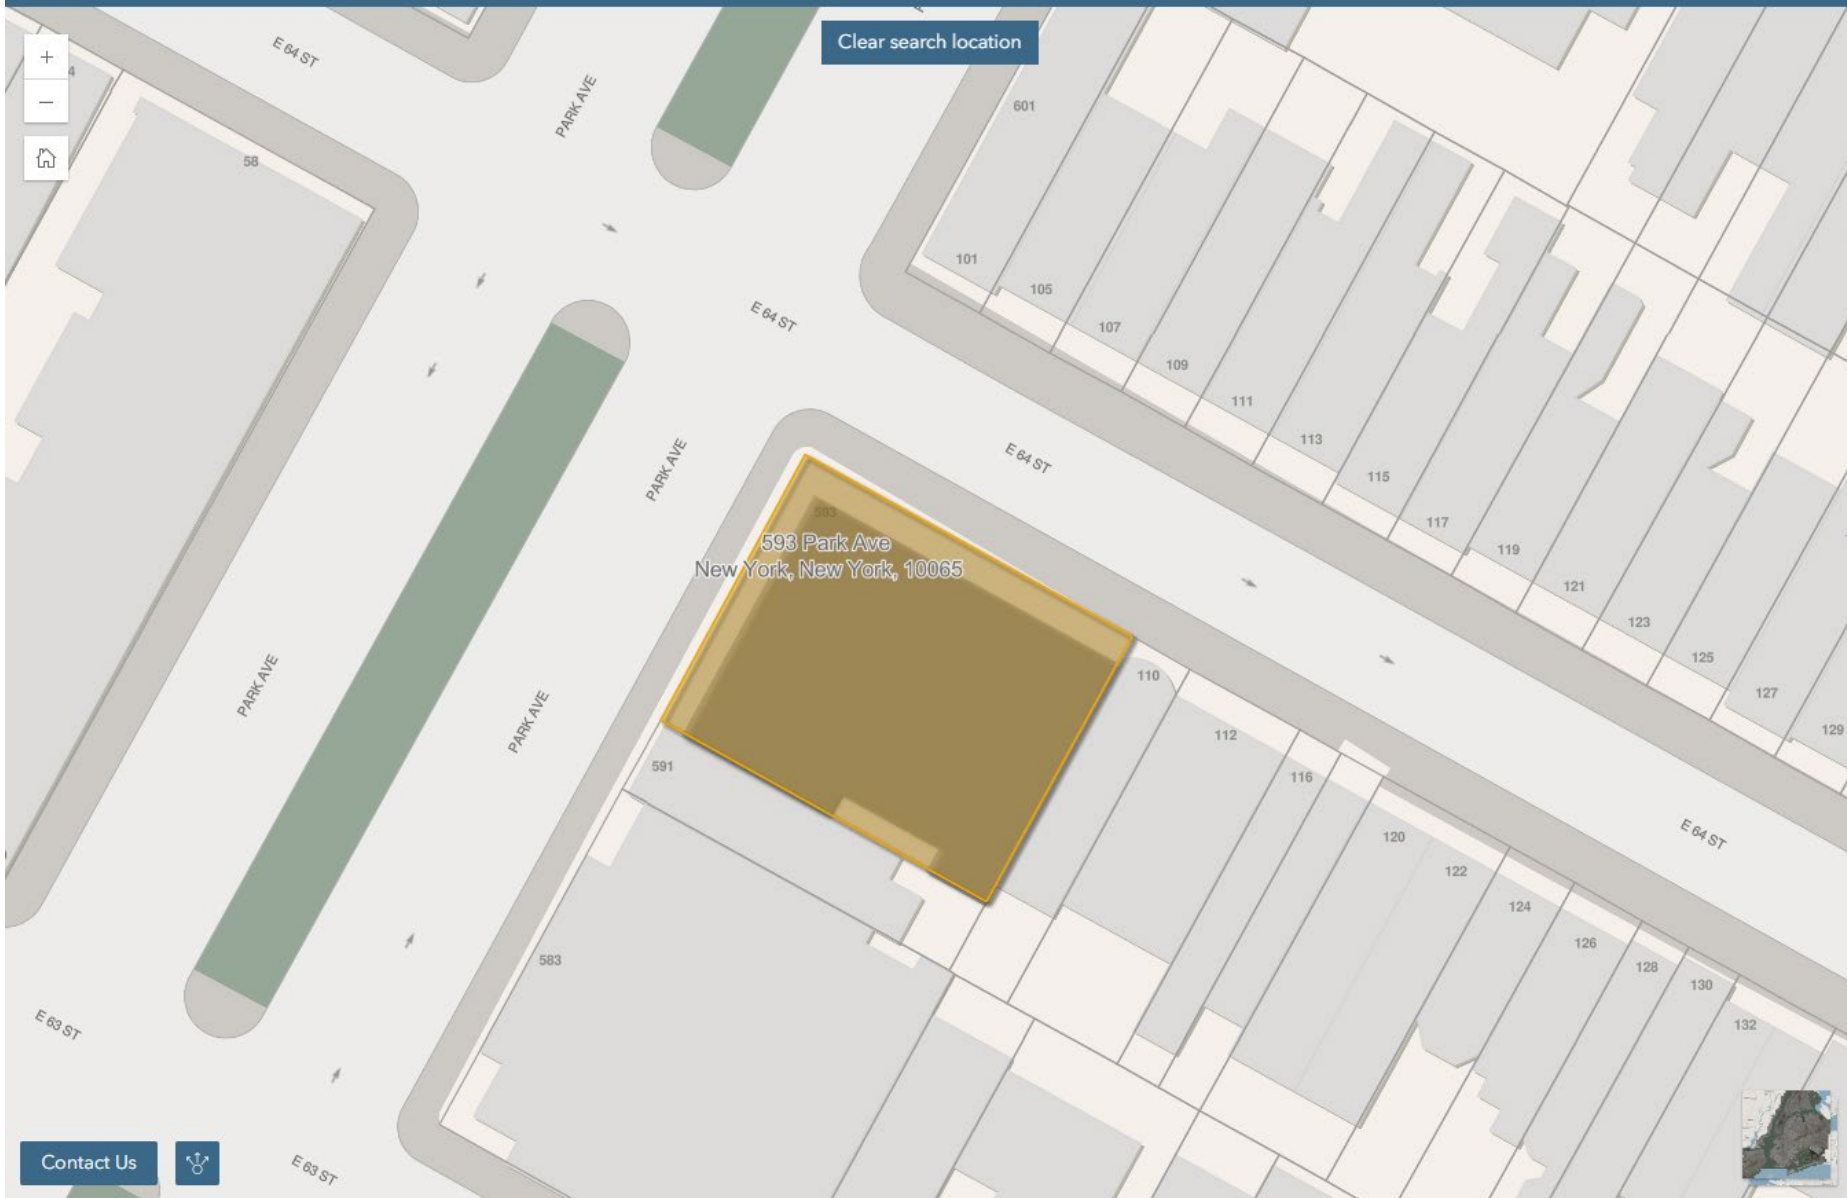 Clear search location
+
−
E 64 ST
PARK AVE
4
58
601
101
105
107
109
111
113
115
117
119
121
123
125
127
129
E 64 ST
E 64 ST
PARK AVE
593
593 Park Ave
New York, New York, 10065
PARK AVE
PARK AVE
591
110
112
116
120
122
124
126
128
130
132
E 64 ST
583
E 63 ST
E 63 ST
Contact Us